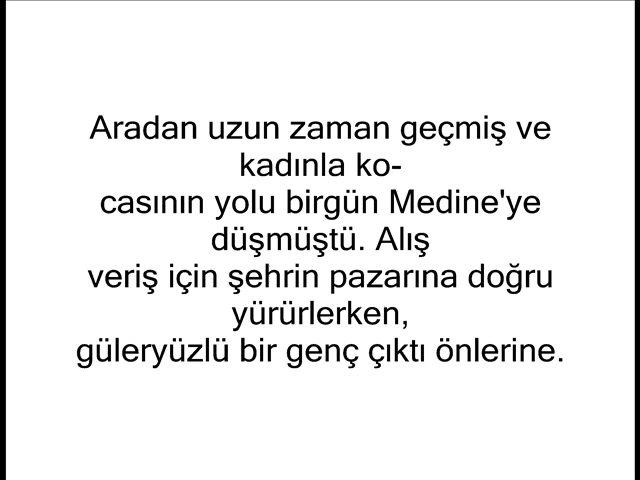 Aradan uzun zaman geçmiş ve
kadınla ko-
casının yolu birgün Medine'ye
düşmüştü. Alış
veriş için şehrin pazarına doğru
yürürlerken,
güleryüzlü bir genç çıktı önlerine.